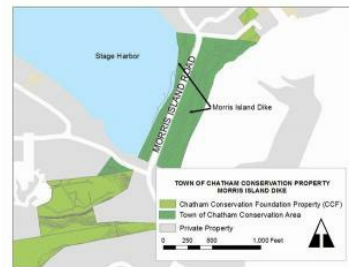 Stage Harbor
MORRIS ISLAND ROAD
Morris Island Dike
TOWN OF CHATHAM CONSERVATION PROPERTY
MORRIS ISLAND DIKE
Chatham Conservation Foundation Property (CCF)
Town of Chatham Conservation Area
Private Property
0 250 500 1,000 Feet